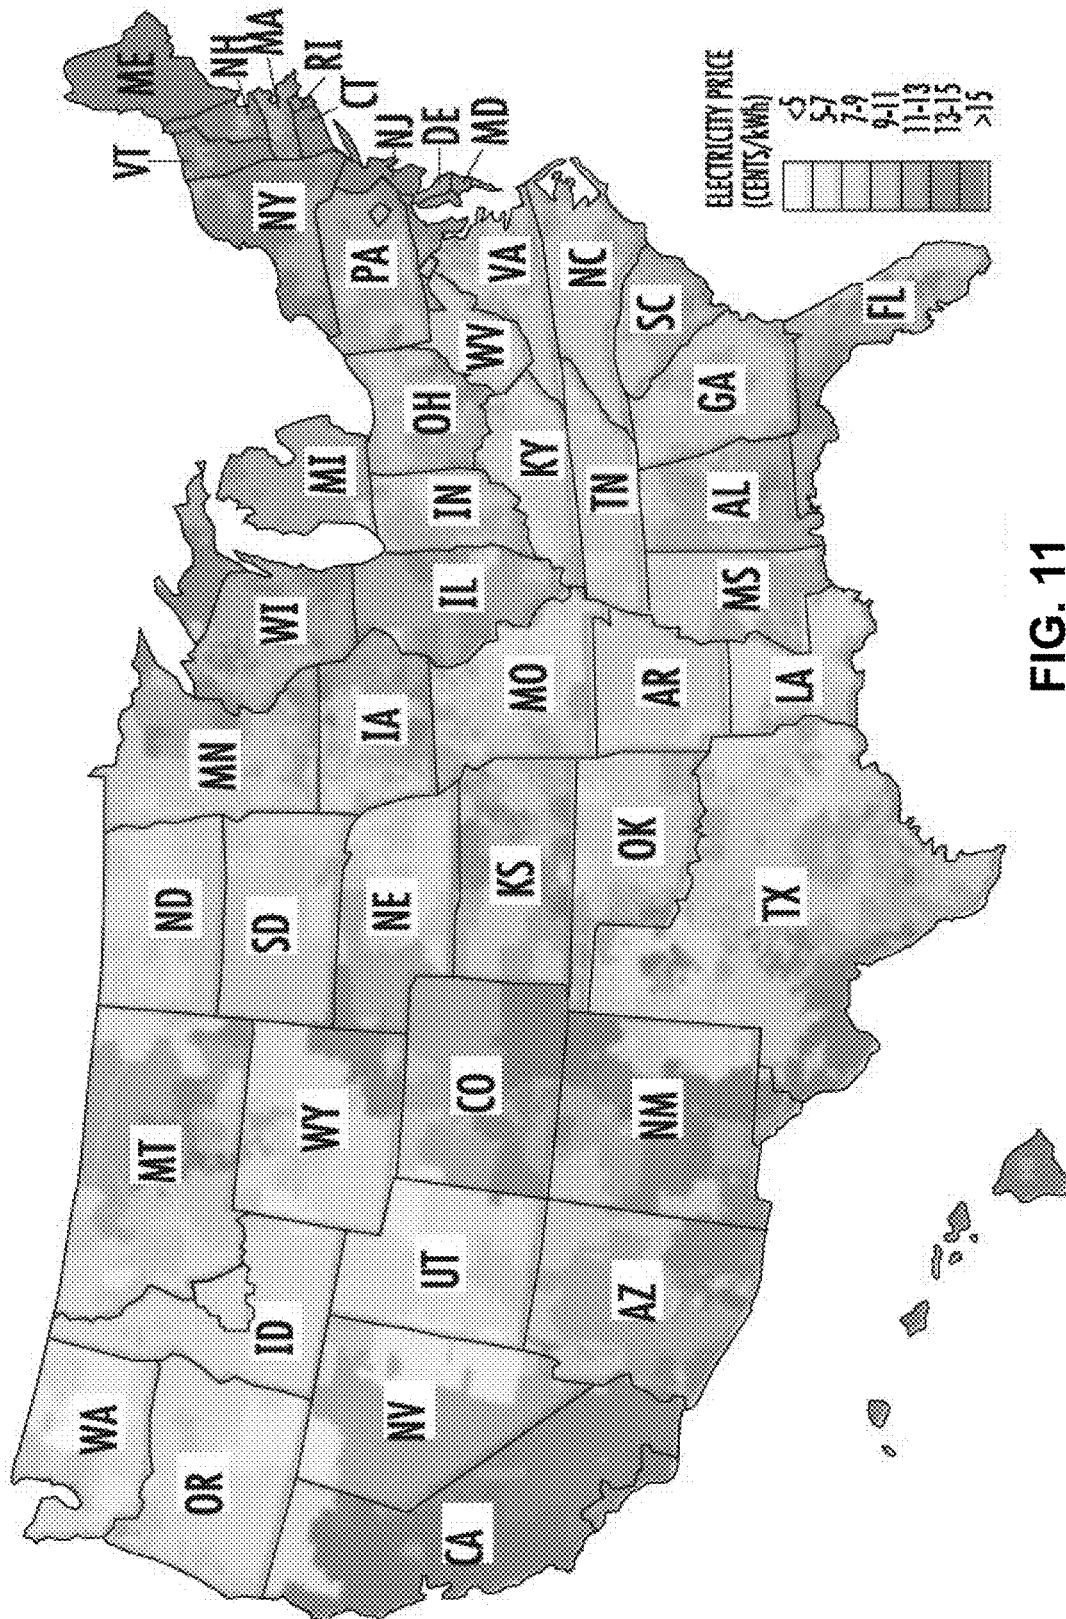 WA
OR
CA
ID
NV
MT
WY
UT
AZ
CO
NM
ND
SD
NE
KS
OK
TX
MN
IA
MO
AR
LA
WI
IL
MS
MI
IN
KY
TN
AL
OH
WV
VA
NC
SC
GA
FL
PA
NY
VT
ME
NH
MA
RI
CT
NJ
DE
MD
ELECTRICITY PRICE
(CENTS/kWh)
<5
5-7
7-9
9-11
11-13
13-15
>15
FIG. 11